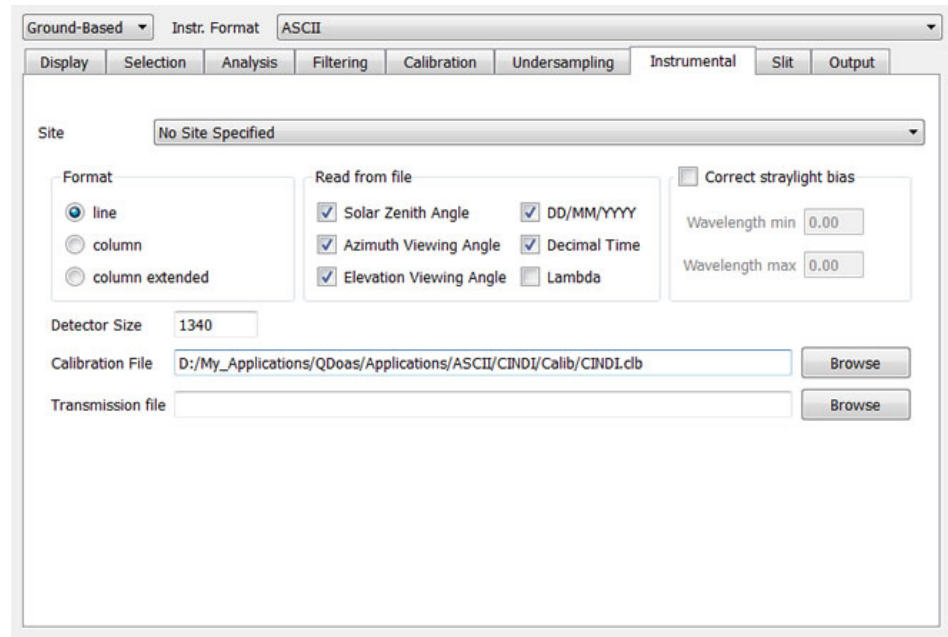 Ground-Based Instr. Format ASCII
Display Selection Analysis Filtering Calibration Undersampling Instrumental Slit Output
Site No Site Specified
Format Read from file Correct straylight bias
line Solar Zenith Angle DD/MM/YYYY Wavelength min 0.00
column Azimuth Viewing Angle Decimal Time Wavelength max 0.00
column extended Elevation Viewing Angle Lambda
Detector Size 1340
Calibration File D:/My_Applications/QDoas/Applications/ASCII/CINDI/Calib/CINDI.clb Browse
Transmission file Browse